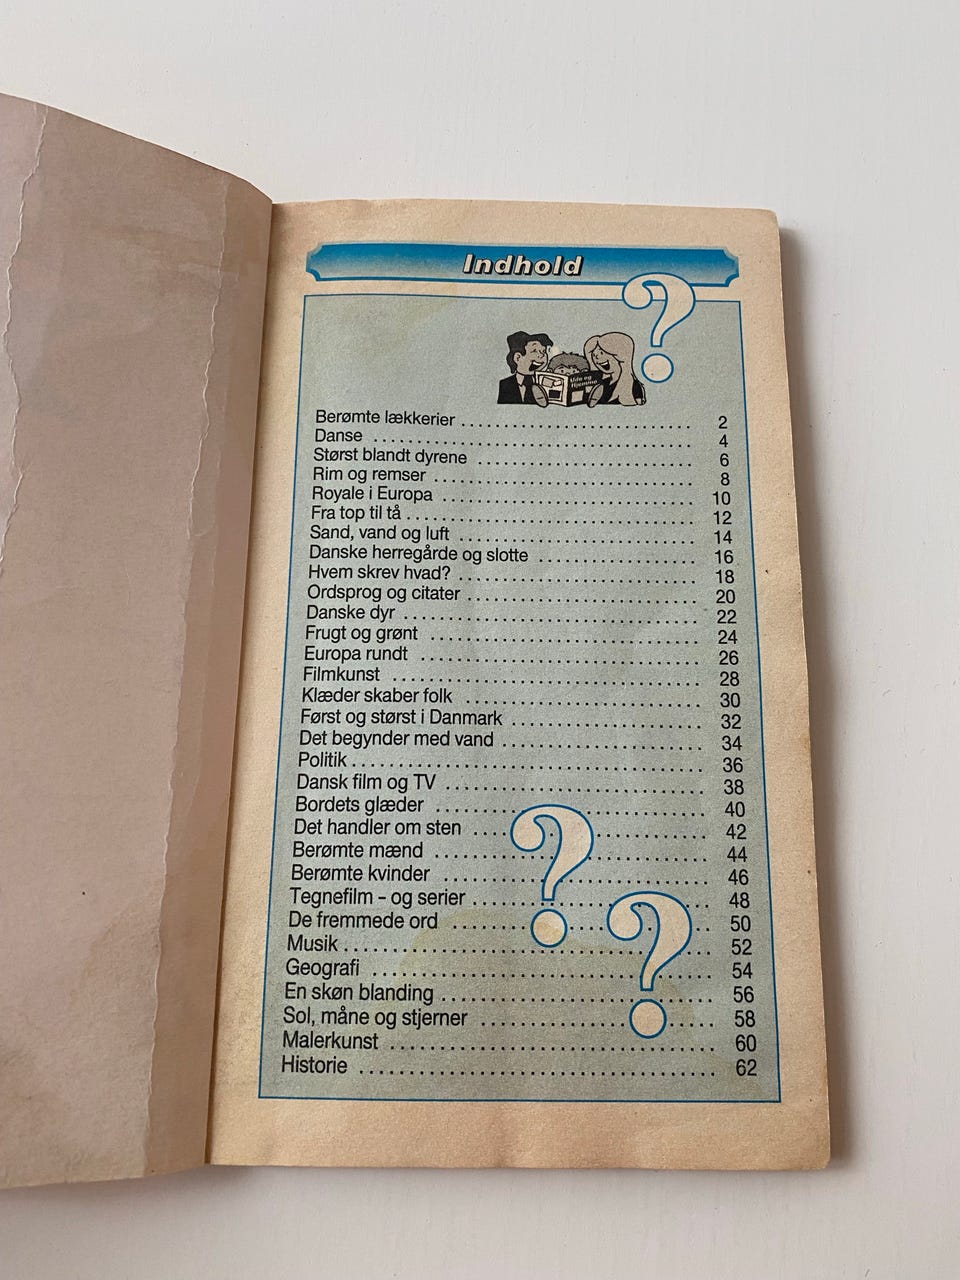 Indhold
Ude og
Hjemme
Berømte lækkerier ............................ 2
Danse ....................................... 4
Størst blandt dyrene .......................... 6
Rim og remser ............................... 8
Royale i Europa .............................. 10
Fra top til tå ................................... 12
Sand, vand og luft ............................ 14
Danske herregårde og slotte .................... 16
Hvem skrev hvad? ............................ 18
Ordsprog og citater ........................... 20
Danske dyr .................................. 22
Frugt og grønt ................................ 24
Europa rundt ................................. 26
Filmkunst .................................... 28
Klæder skaber folk ............................ 30
Først og størst i Danmark ....................... 32
Det begynder med vand ........................ 34
Politik ........................................ 36
Dansk film og TV .............................. 38
Bordets glæder ............................... 40
Det handler om sten ........................... 42
Berømte mænd ............................... 44
Berømte kvinder .............................. 46
Tegnefilm - og serier ........................... 48
De fremmede ord ............................. 50
Musik ........................................ 52
Geografi ..................................... 54
En skøn blanding .............................. 56
Sol, måne og stjerner .......................... 58
Malerkunst ................................... 60
Historie ...................................... 62